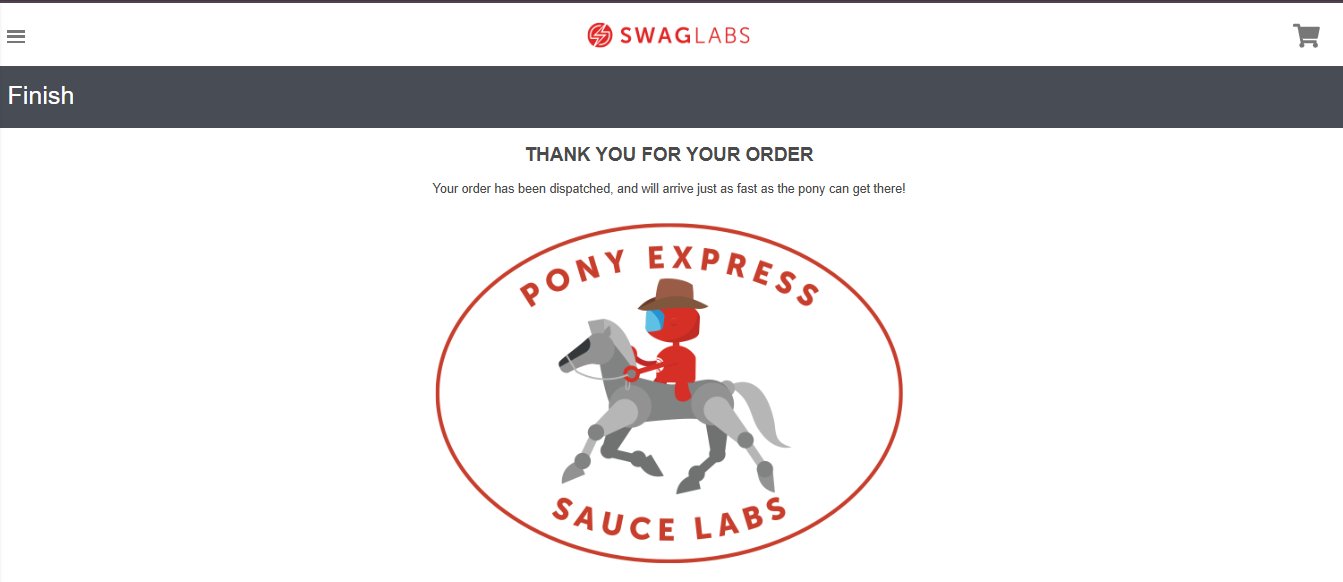 SWAGLABS
Finish
THANK YOU FOR YOUR ORDER
Your order has been dispatched, and will arrive just as fast as the pony can get there!
PONY EXPRESS
SAUCE LABS